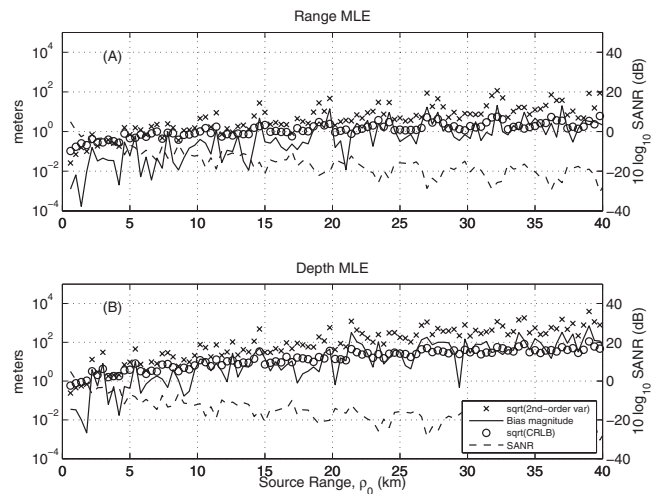 Range MLE
(A)
meters
10^4
10^2
10^0
10^−2
10^−4
40
20
0
−20
−40
10 log10 SANR (dB)
0 5 10 15 20 25 30 35 40
Depth MLE
(B)
meters
10^4
10^2
10^0
10^−2
10^−4
40
20
0
−20
−40
10 log10 SANR (dB)
sqrt(2nd−order var)
Bias magnitude
sqrt(CRLB)
SANR
0 5 10 15 20 25 30 35 40
Source Range, ρ0 (km)